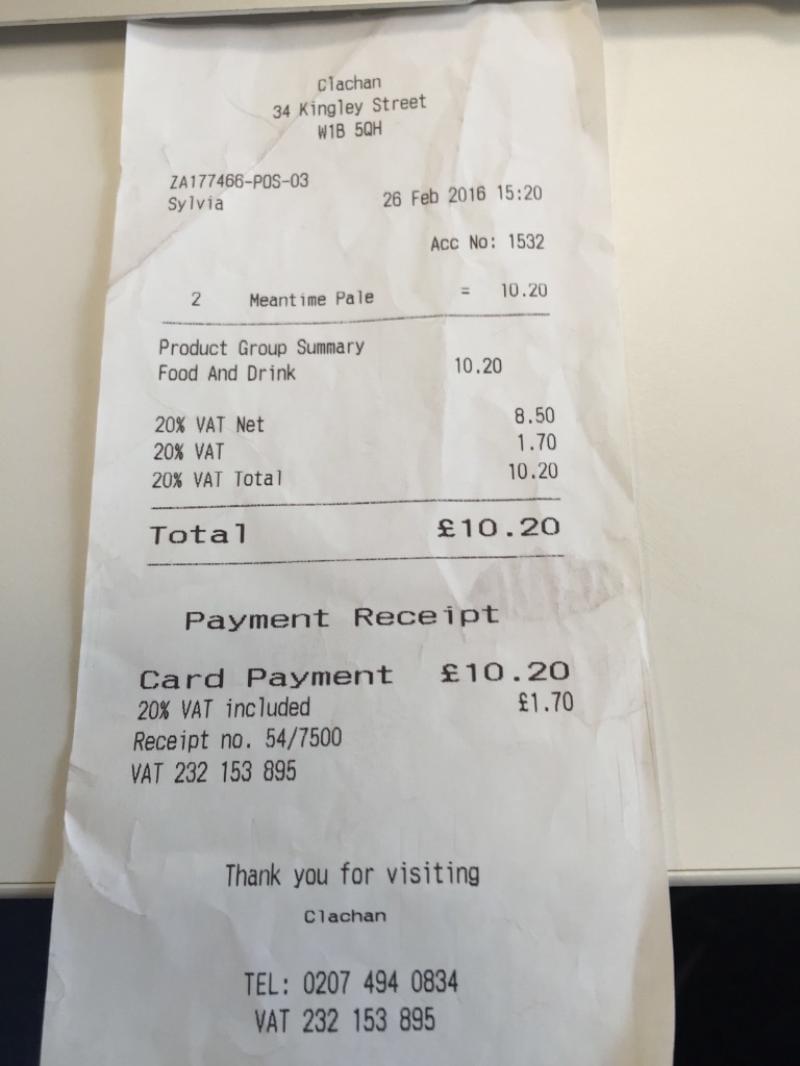 Clachan
34 Kingley Street
W1B 5QH
ZA177466-POS-03
Sylvia 26 Feb 2016 15:20
Acc No: 1532
2 Meantime Pale = 10.20
Product Group Summary
Food And Drink 10.20
20% VAT Net 8.50
20% VAT 1.70
20% VAT Total 10.20
Total £10.20
Payment Receipt
Card Payment £10.20
20% VAT included £1.70
Receipt no. 54/7500
VAT 232 153 895
Thank you for visiting
Clachan
TEL: 0207 494 0834
VAT 232 153 895